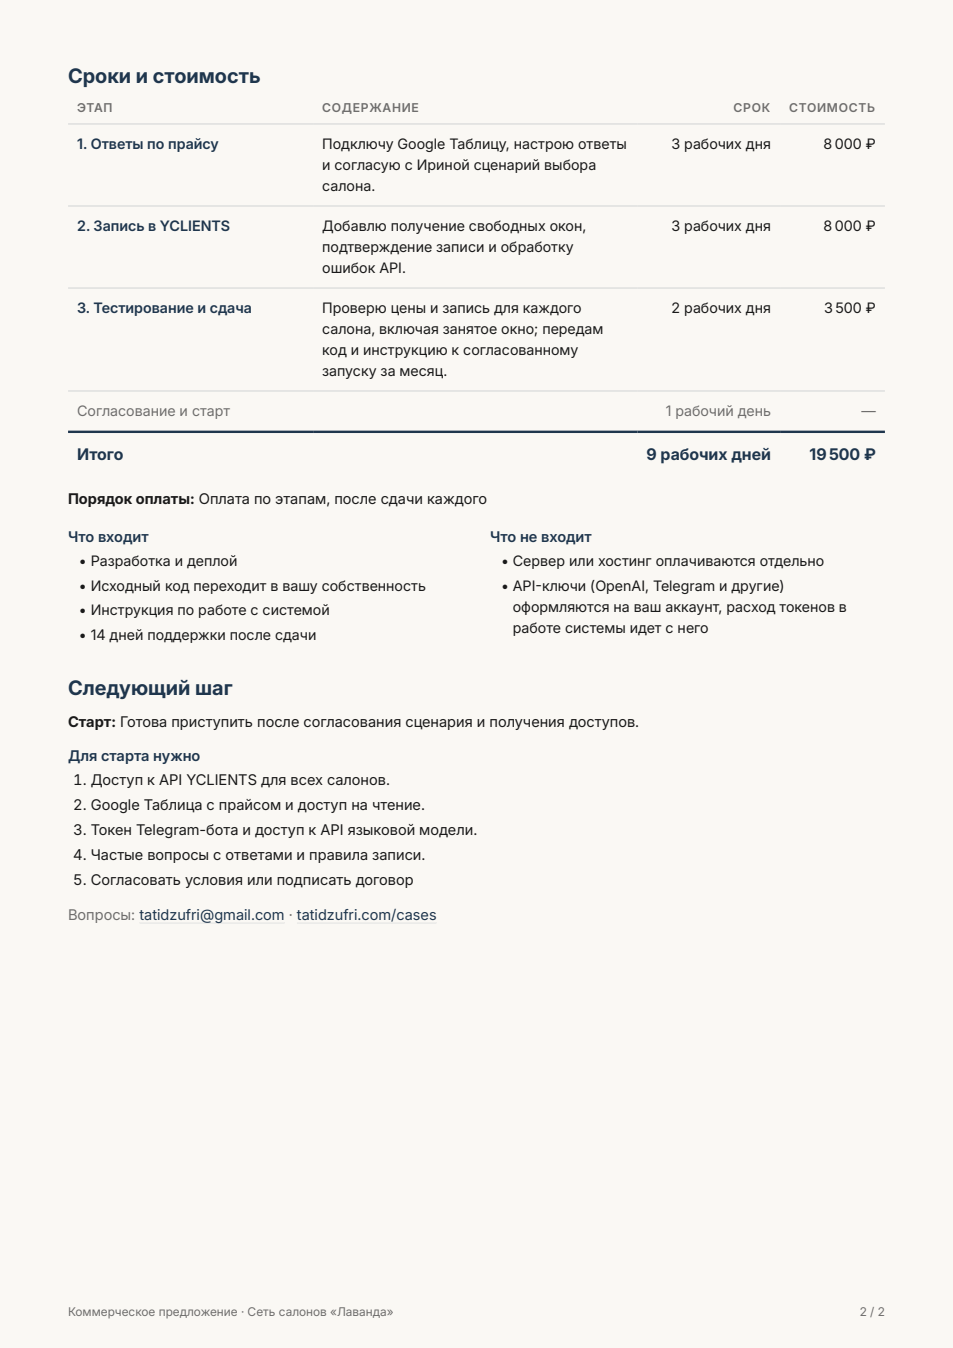 Сроки и стоимость
ЭТАП СОДЕРЖАНИЕ СРОК СТОИМОСТЬ
1. Ответы по прайсу Подключу Google Таблицу, настрою ответы 3 рабочих дня 8 000 ₽
и согласую с Ириной сценарий выбора
салона.
2. Запись в YCLIENTS Добавлю получение свободных окон, 3 рабочих дня 8 000 ₽
подтверждение записи и обработку
ошибок API.
3. Тестирование и сдача Проверю цены и запись для каждого 2 рабочих дня 3 500 ₽
салона, включая занятое окно; передам
код и инструкцию к согласованному
запуску за месяц.
Согласование и старт 1 рабочий день —
Итого 9 рабочих дней 19 500 ₽
Порядок оплаты: Оплата по этапам, после сдачи каждого
Что входит
• Разработка и деплой
• Исходный код переходит в вашу собственность
• Инструкция по работе с системой
• 14 дней поддержки после сдачи
Что не входит
• Сервер или хостинг оплачиваются отдельно
• API-ключи (OpenAI, Telegram и другие)
оформляются на ваш аккаунт, расход токенов в
работе системы идет с него
Следующий шаг
Старт: Готова приступить после согласования сценария и получения доступов.
Для старта нужно
1. Доступ к API YCLIENTS для всех салонов.
2. Google Таблица с прайсом и доступ на чтение.
3. Токен Telegram-бота и доступ к API языковой модели.
4. Частые вопросы с ответами и правила записи.
5. Согласовать условия или подписать договор
Вопросы: tatidzufri@gmail.com · tatidzufri.com/cases
Коммерческое предложение · Сеть салонов «Лаванда» 2 / 2